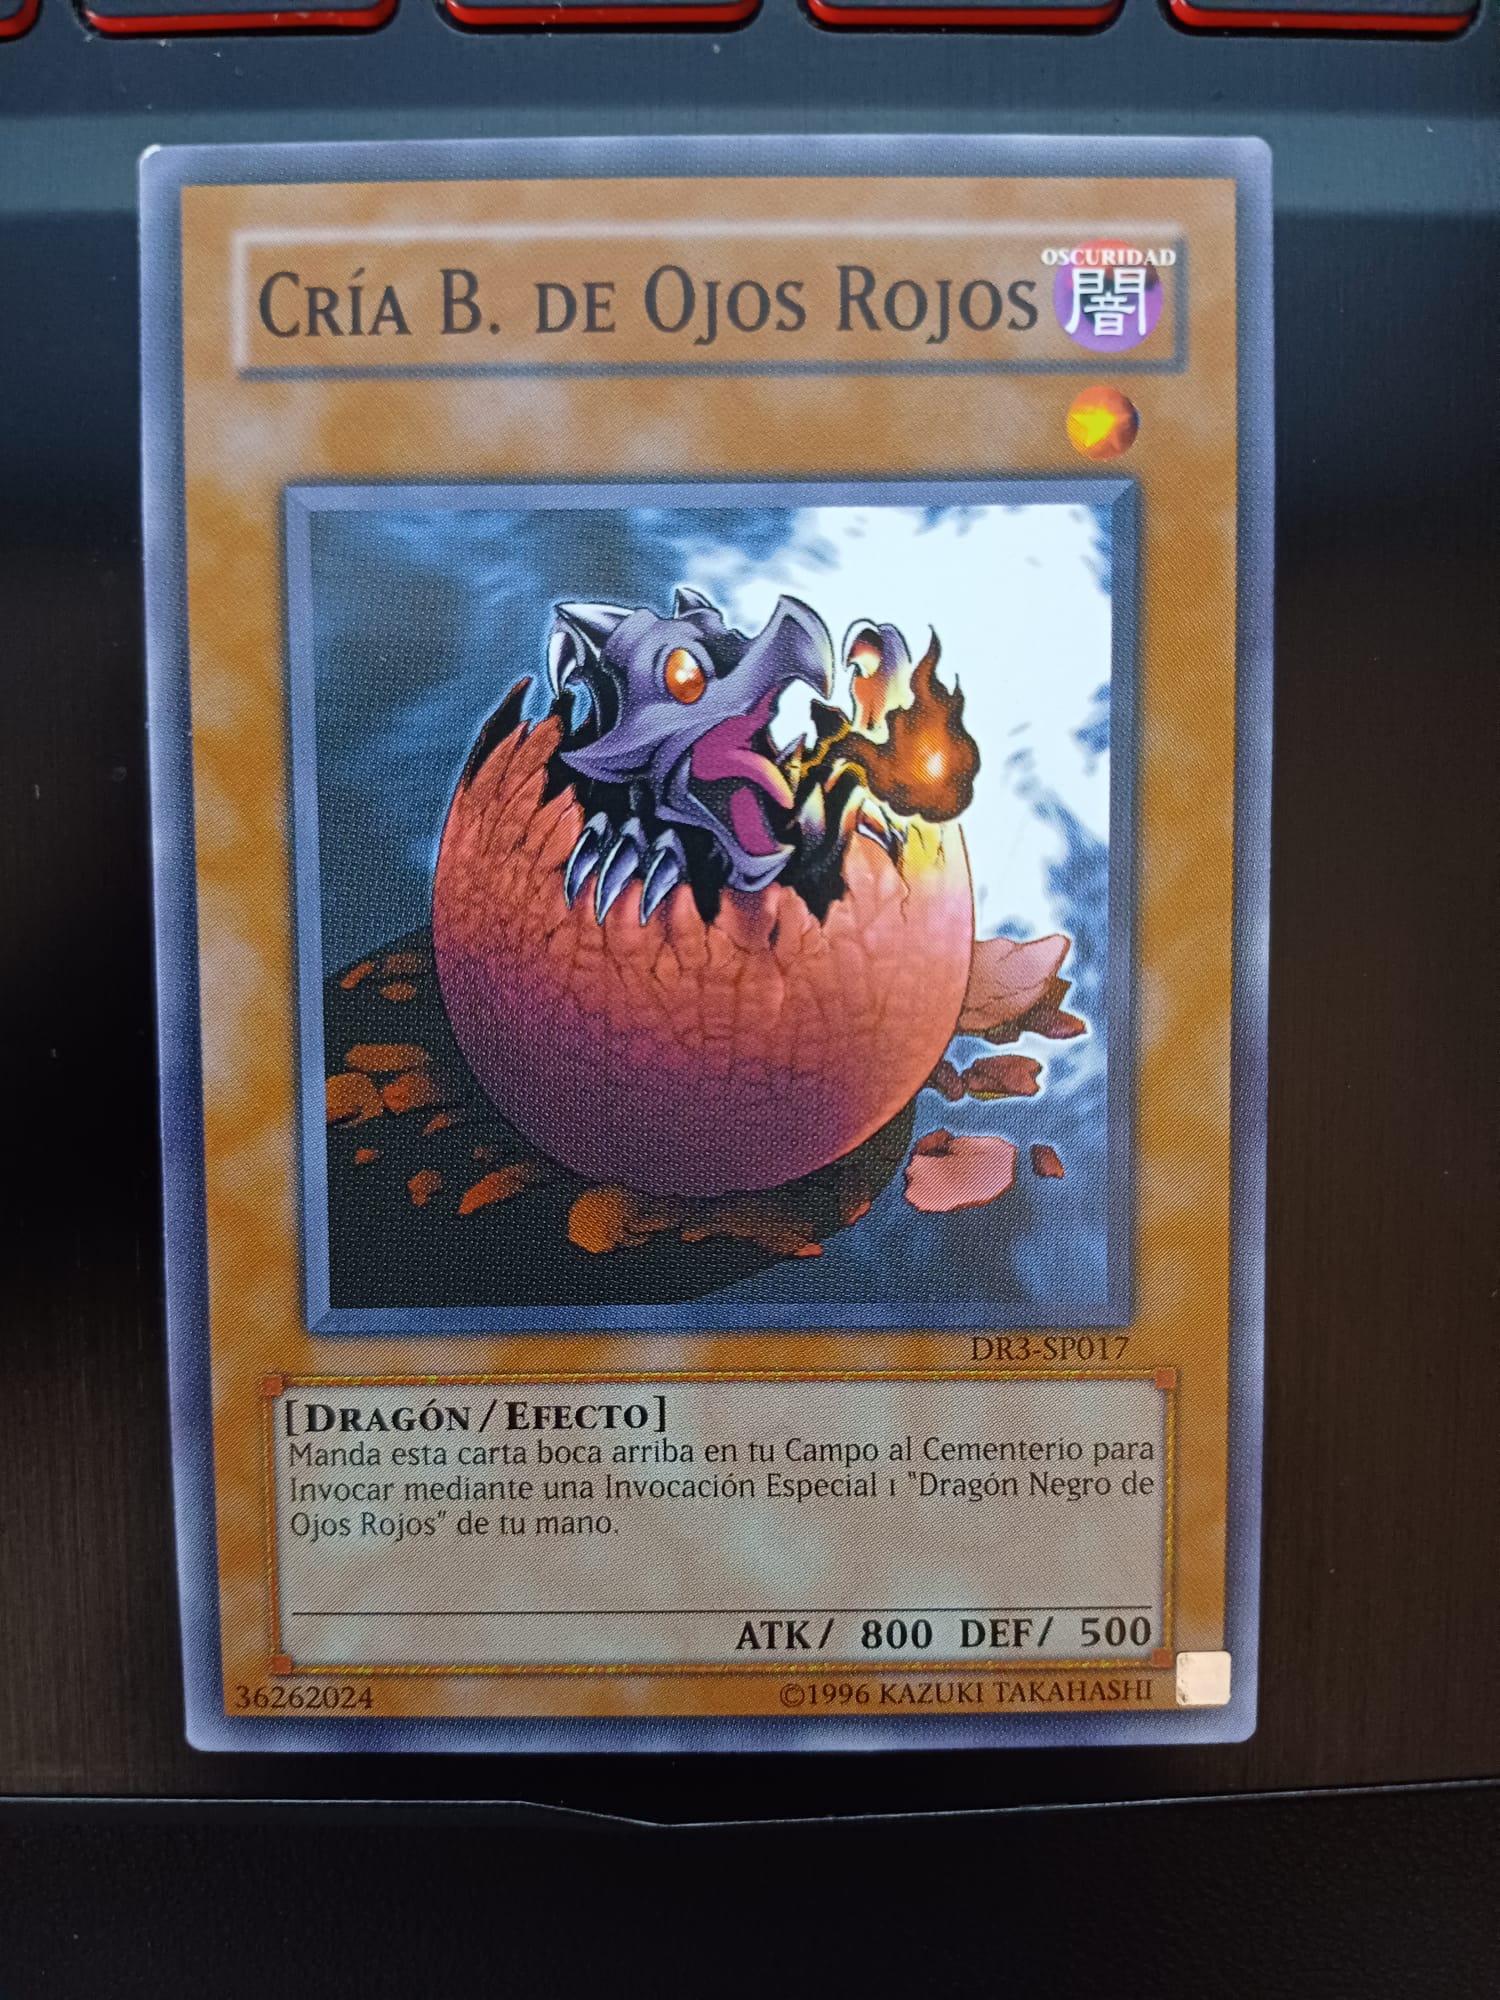 CRÍA B. DE OJOS ROJOS
OSCURIDAD
闇
DR3-SP017
[DRAGÓN/EFECTO]
Manda esta carta boca arriba en tu Campo al Cementerio para
Invocar mediante una Invocación Especial 1 "Dragón Negro de
Ojos Rojos" de tu mano.
ATK/ 800 DEF/ 500
36262024
©1996 KAZUKI TAKAHASHI